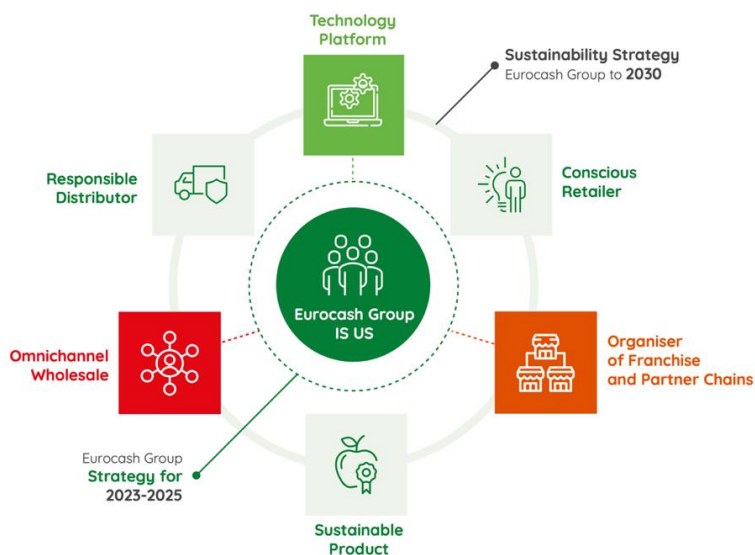 Technology
Platform
Sustainability Strategy
Eurocash Group to 2030
Responsible
Distributor
Conscious
Retailer
Eurocash Group
IS US
Omnichannel
Wholesale
Organiser
of Franchise
and Partner Chains
Eurocash Group
Strategy for
2023-2025
Sustainable
Product